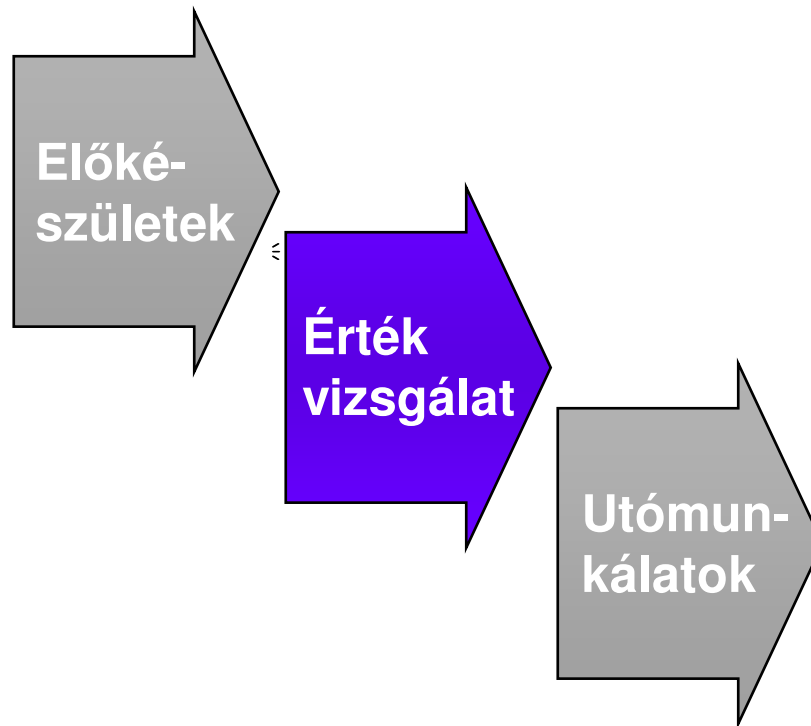 Előké-
születek
Érték
vizsgálat
Utómun-
kálatok